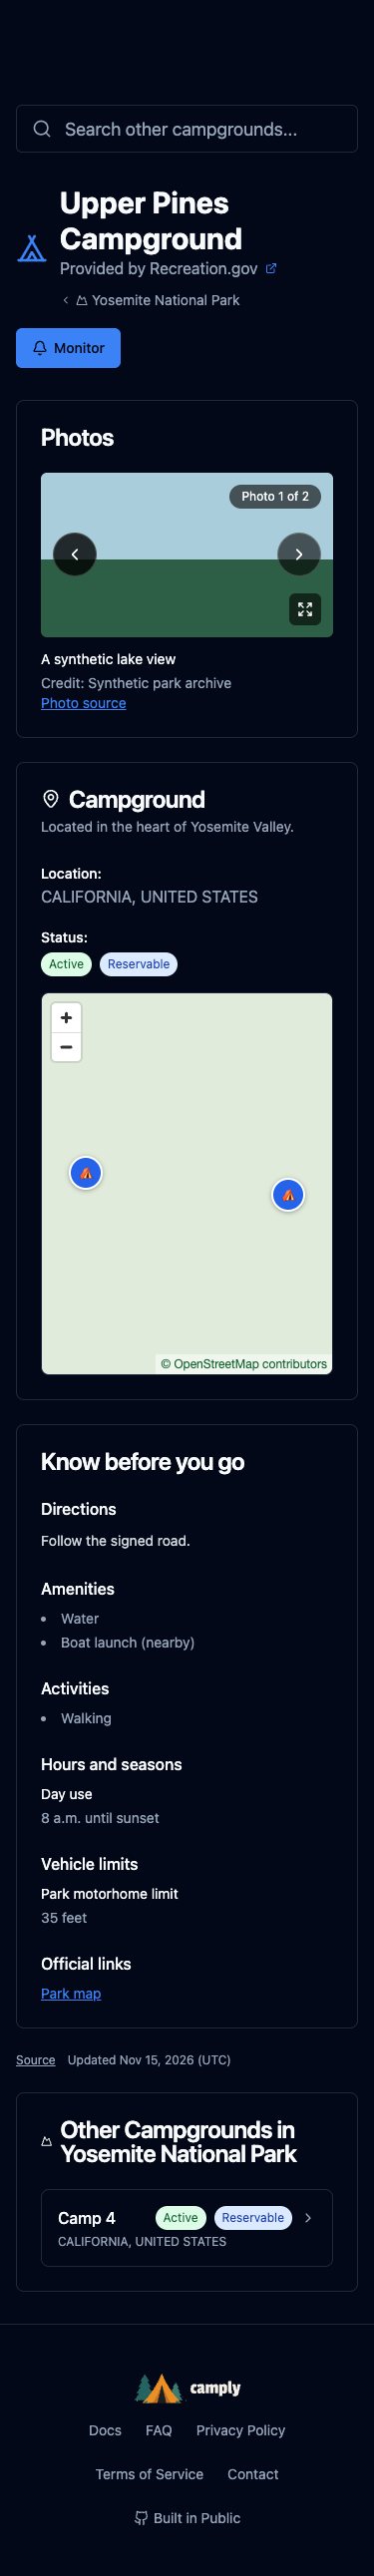 Search other campgrounds...
Upper Pines
Campground
Provided by Recreation.gov
Yosemite National Park
Monitor
Photos
Photo 1 of 2
A synthetic lake view
Credit: Synthetic park archive
Photo source
Campground
Located in the heart of Yosemite Valley.
Location:
CALIFORNIA, UNITED STATES
Status:
Active Reservable
+
−
© OpenStreetMap contributors
Know before you go
Directions
Follow the signed road.
Amenities
• Water
• Boat launch (nearby)
Activities
• Walking
Hours and seasons
Day use
8 a.m. until sunset
Vehicle limits
Park motorhome limit
35 feet
Official links
Park map
Source Updated Nov 15, 2026 (UTC)
Other Campgrounds in
Yosemite National Park
Camp 4 Active Reservable
CALIFORNIA, UNITED STATES
camply
Docs FAQ Privacy Policy
Terms of Service Contact
Built in Public